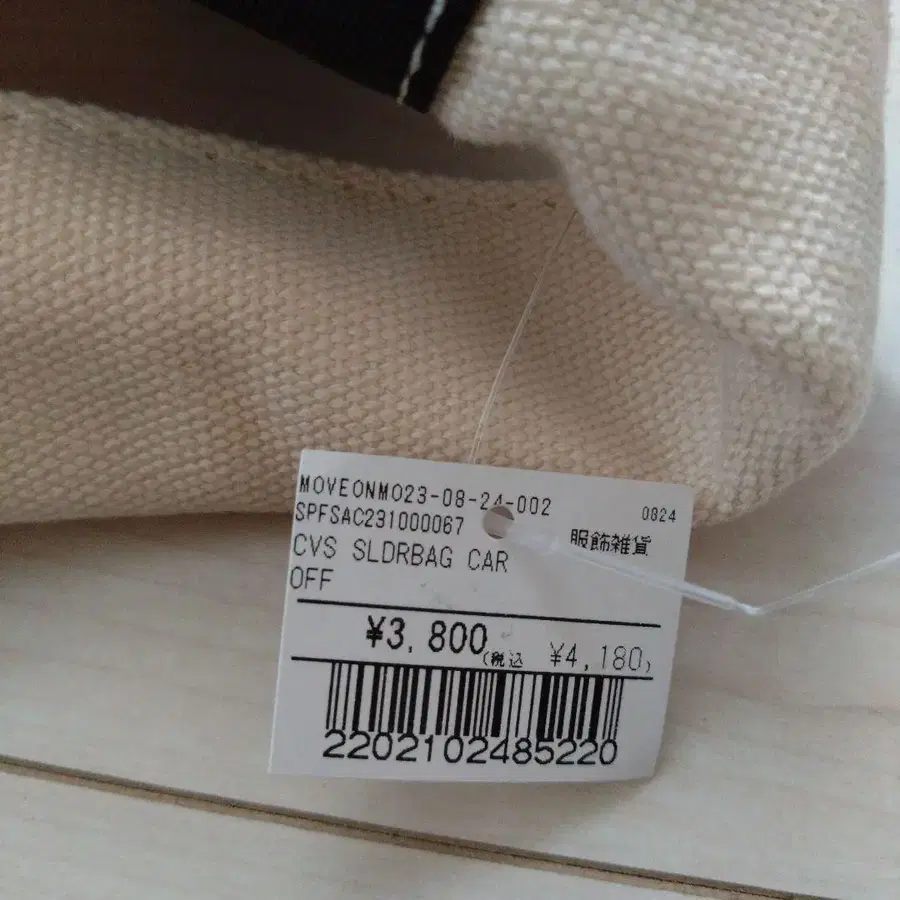 MOVEONMO23-08-24-002
0824
SPFSAC231000067
服飾雑貨
CVS SLDRBAG CAR
OFF
¥3,800 (税込 ¥4,180)
2202102485220